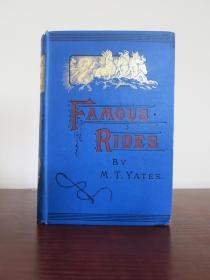 FAMOUS
RIDES
BY
M. T. YATES.